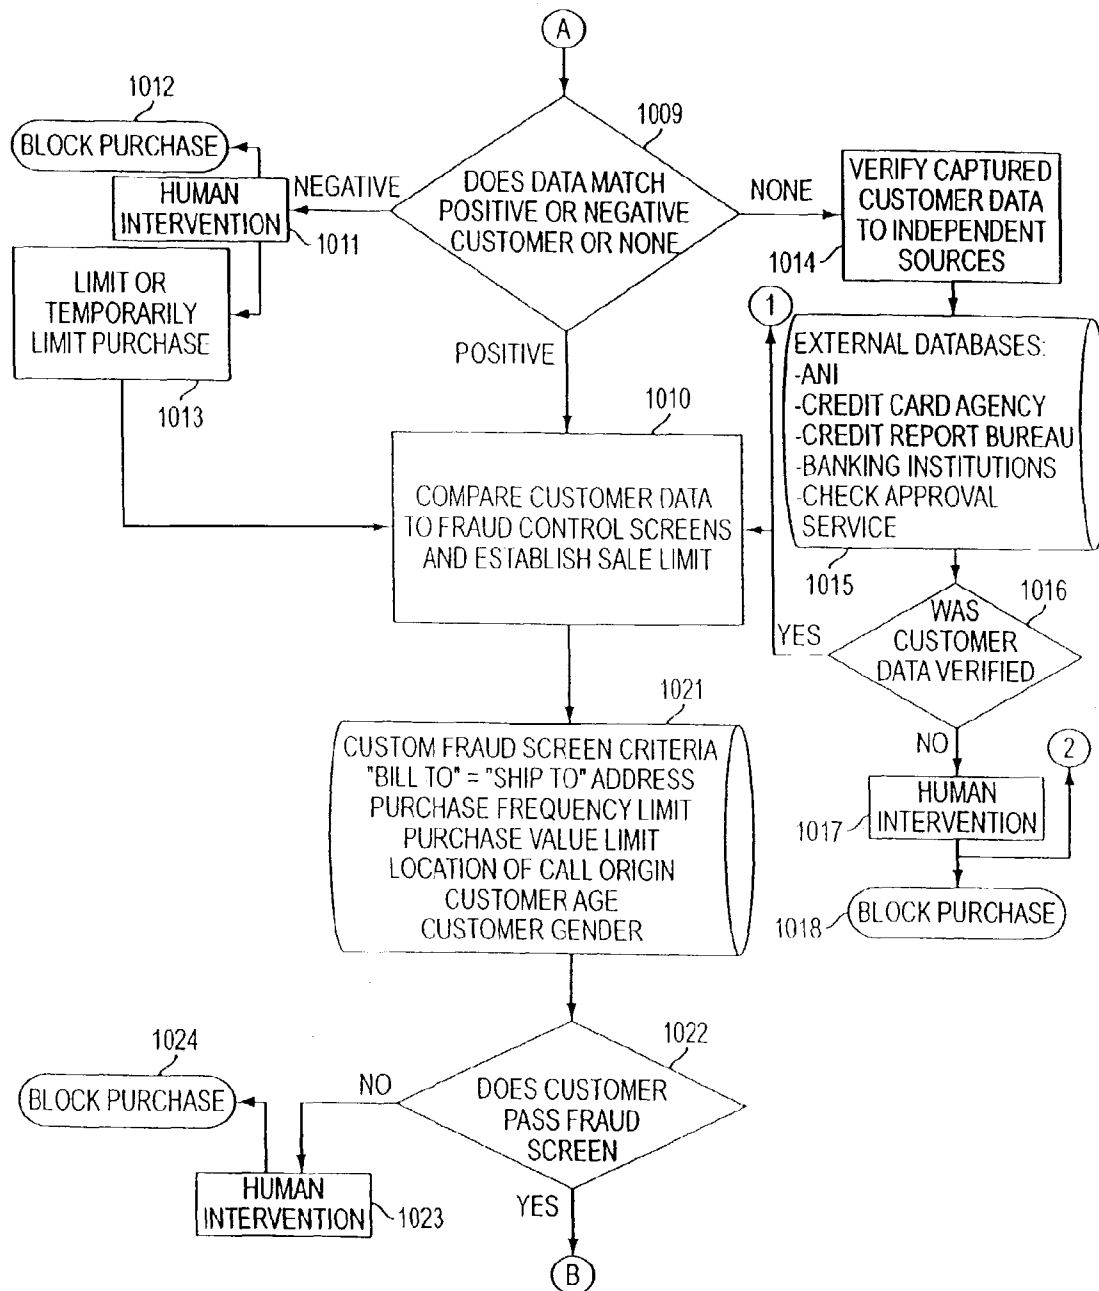 A
1012
BLOCK PURCHASE
1009
DOES DATA MATCH
POSITIVE OR NEGATIVE
CUSTOMER OR NONE
NEGATIVE
HUMAN
INTERVENTION
1011
LIMIT OR
TEMPORARILY
LIMIT PURCHASE
1013
NONE
VERIFY CAPTURED
CUSTOMER DATA
TO INDEPENDENT
SOURCES
1014
1
POSITIVE
EXTERNAL DATABASES:
-ANI
-CREDIT CARD AGENCY
-CREDIT REPORT BUREAU
-BANKING INSTITUTIONS
-CHECK APPROVAL
SERVICE
1015
1010
COMPARE CUSTOMER DATA
TO FRAUD CONTROL SCREENS
AND ESTABLISH SALE LIMIT
1016
WAS
CUSTOMER
DATA VERIFIED
YES
NO
2
HUMAN
INTERVENTION
1017
1018
BLOCK PURCHASE
1021
CUSTOM FRAUD SCREEN CRITERIA
"BILL TO" = "SHIP TO" ADDRESS
PURCHASE FREQUENCY LIMIT
PURCHASE VALUE LIMIT
LOCATION OF CALL ORIGIN
CUSTOMER AGE
CUSTOMER GENDER
1022
DOES CUSTOMER
PASS FRAUD
SCREEN
1024
BLOCK PURCHASE
NO
HUMAN
INTERVENTION
1023
YES
B